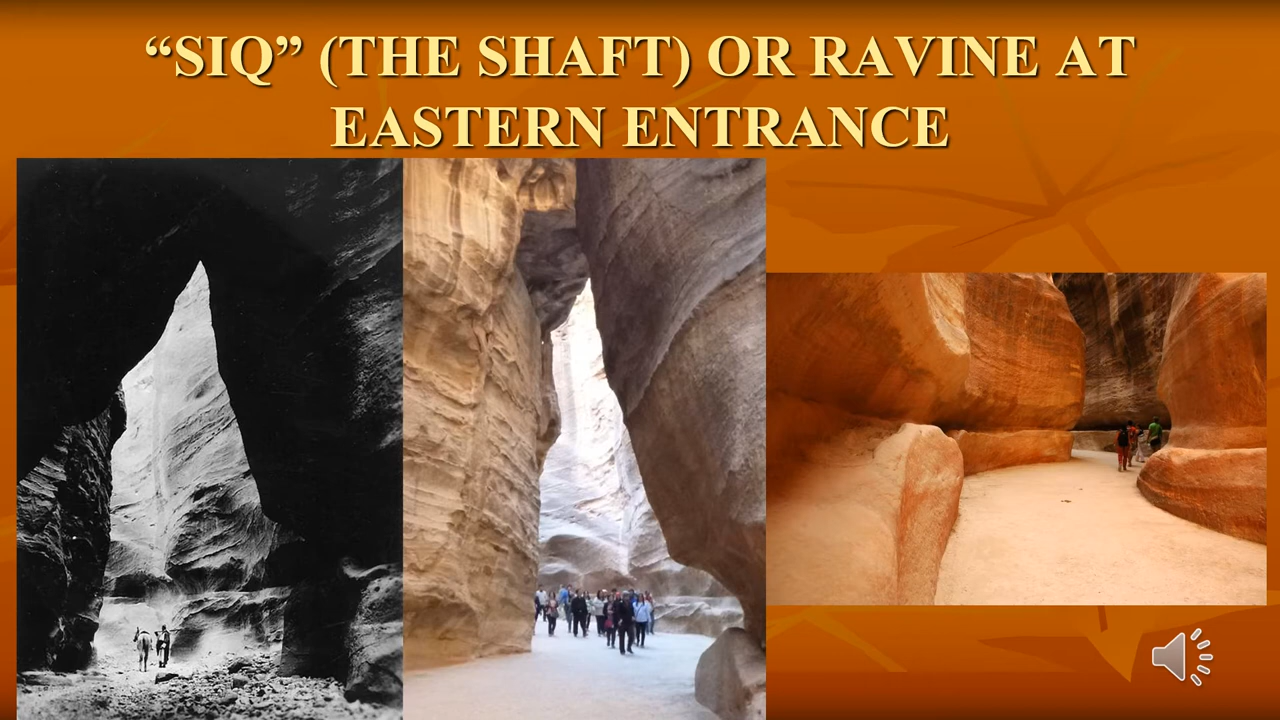 “SIQ” (THE SHAFT) OR RAVINE AT
EASTERN ENTRANCE